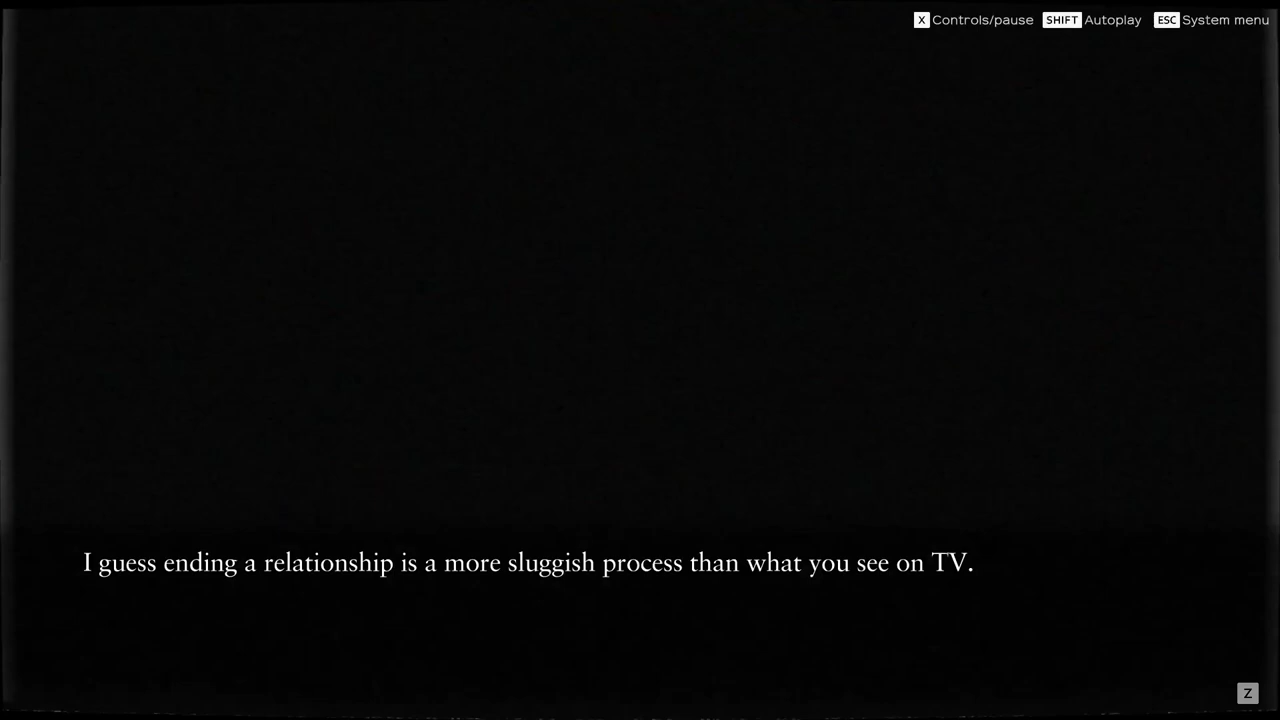 X Controls/pause SHIFT Autoplay ESC System menu
I guess ending a relationship is a more sluggish process than what you see on TV.
Z